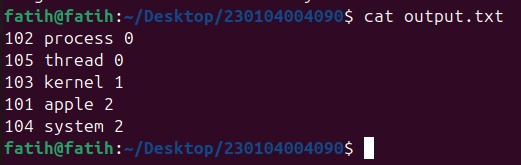 fatih@fatih:~/Desktop/230104004090$ cat output.txt
102 process 0
105 thread 0
103 kernel 1
101 apple 2
104 system 2
fatih@fatih:~/Desktop/230104004090$